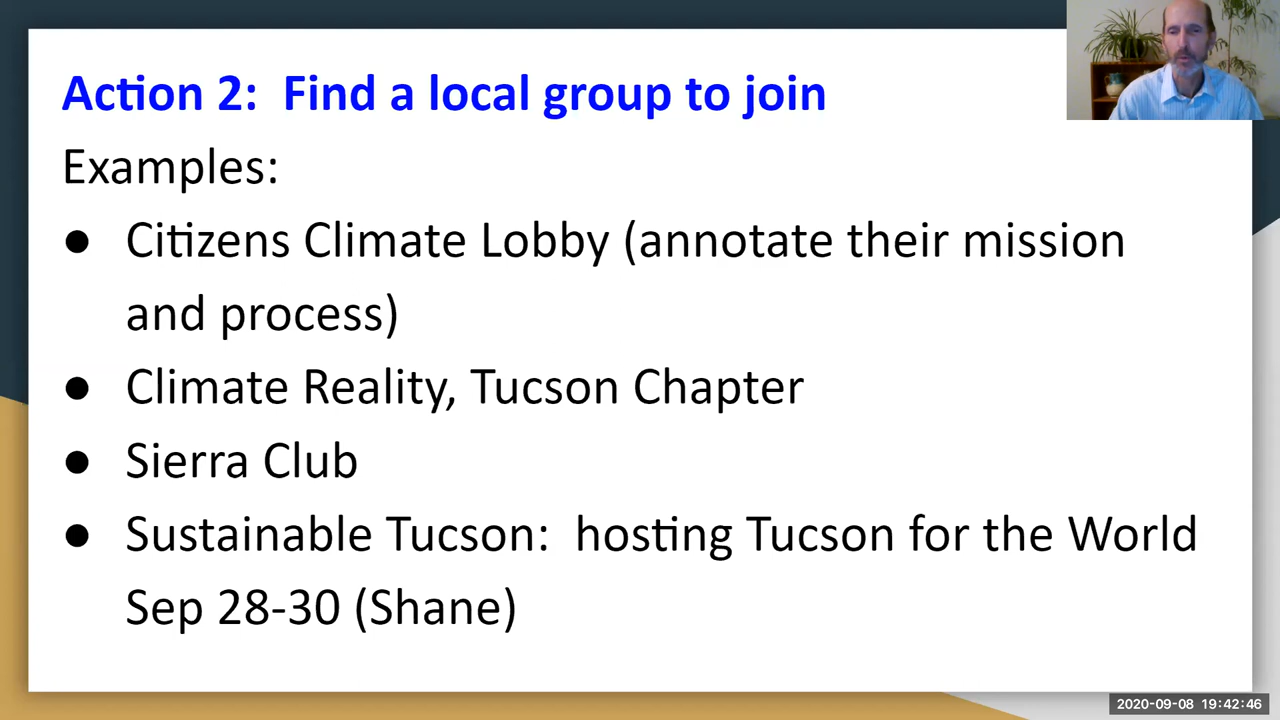 Action 2:  Find a local group to join
Examples:
● Citizens Climate Lobby (annotate their mission
and process)
● Climate Reality, Tucson Chapter
● Sierra Club
● Sustainable Tucson:  hosting Tucson for the World
Sep 28-30 (Shane)
2020-09-08 19:42:46